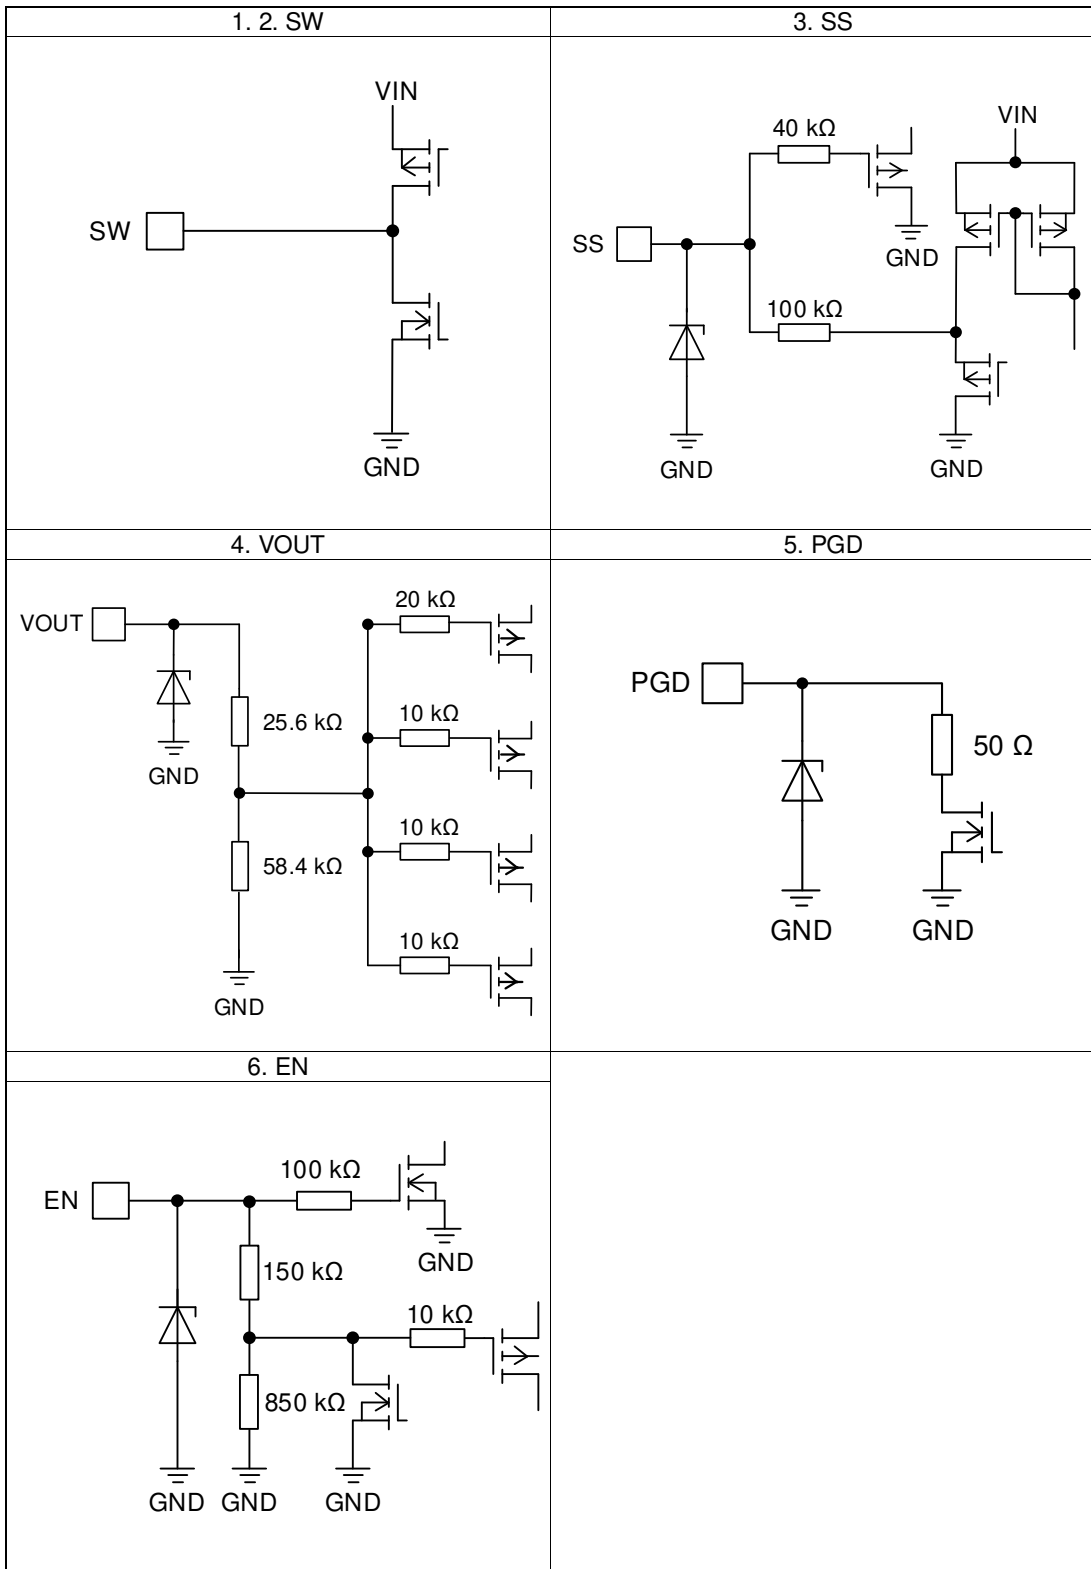 1. 2. SW
VIN
SW
GND
3. SS
VIN
40 kΩ
SS
GND
100 kΩ
GND
GND
4. VOUT
20 kΩ
VOUT
25.6 kΩ
10 kΩ
GND
10 kΩ
58.4 kΩ
10 kΩ
GND
5. PGD
PGD
50 Ω
GND
GND
6. EN
100 kΩ
EN
GND
150 kΩ
10 kΩ
850 kΩ
GND
GND
GND